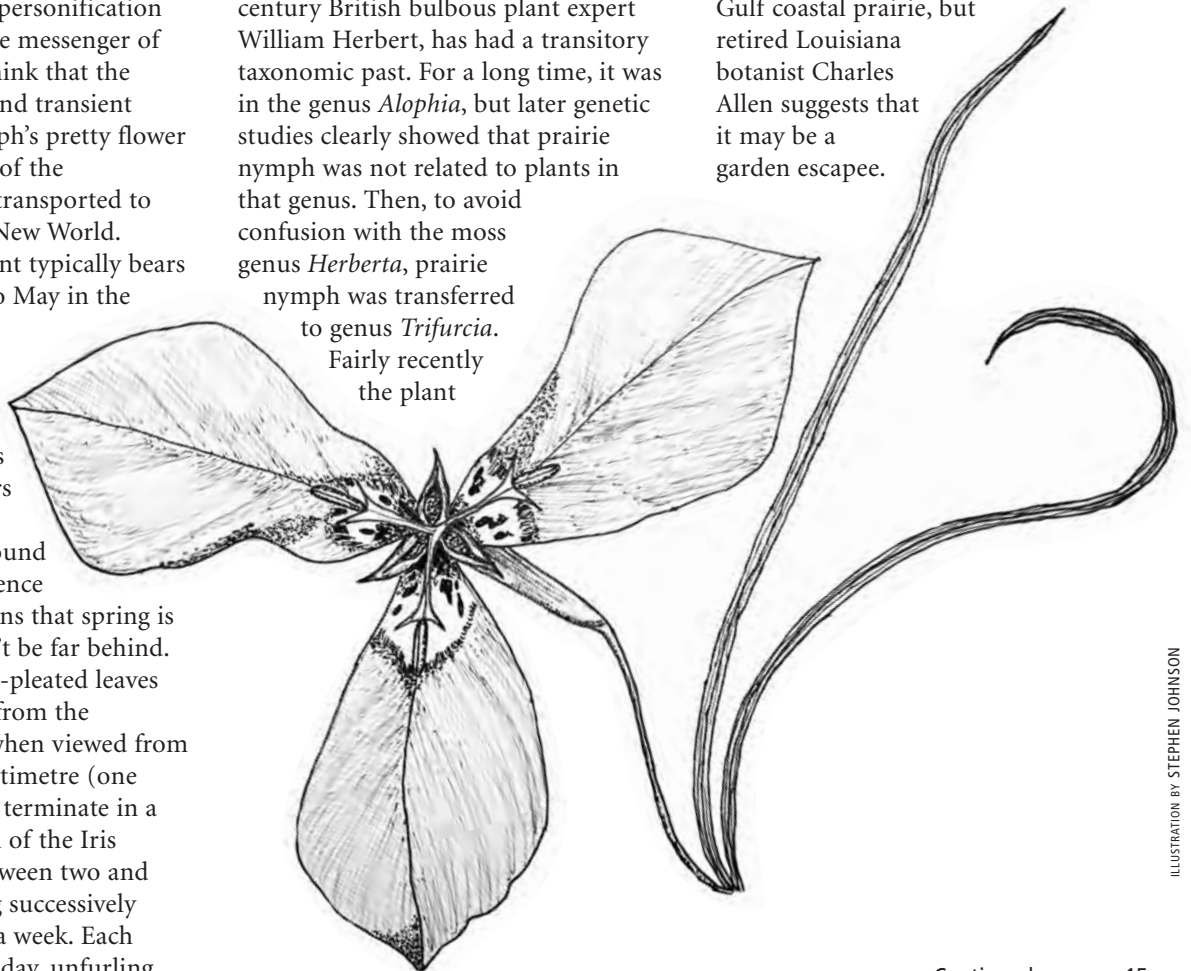 personification
messenger of
ink that the
nd transient
ph's pretty flower
of the
transported to
New World.
nt typically bears
May in the
s
rs
ound
ence
ns that spring is
't be far behind.
-pleated leaves
from the
when viewed from
timetre (one
terminate in a
of the Iris
ween two and
successively
a week. Each
day, unfurling
century British bulbous plant expert
William Herbert, has had a transitory
taxonomic past. For a long time, it was
in the genus Alophia, but later genetic
studies clearly showed that prairie
nymph was not related to plants in
that genus. Then, to avoid
confusion with the moss
genus Herberta, prairie
nymph was transferred
to genus Trifurcia.
Fairly recently
the plant
Gulf coastal prairie, but
retired Louisiana
botanist Charles
Allen suggests that
it may be a
garden escapee.
ILLUSTRATION BY STEPHEN JOHNSON